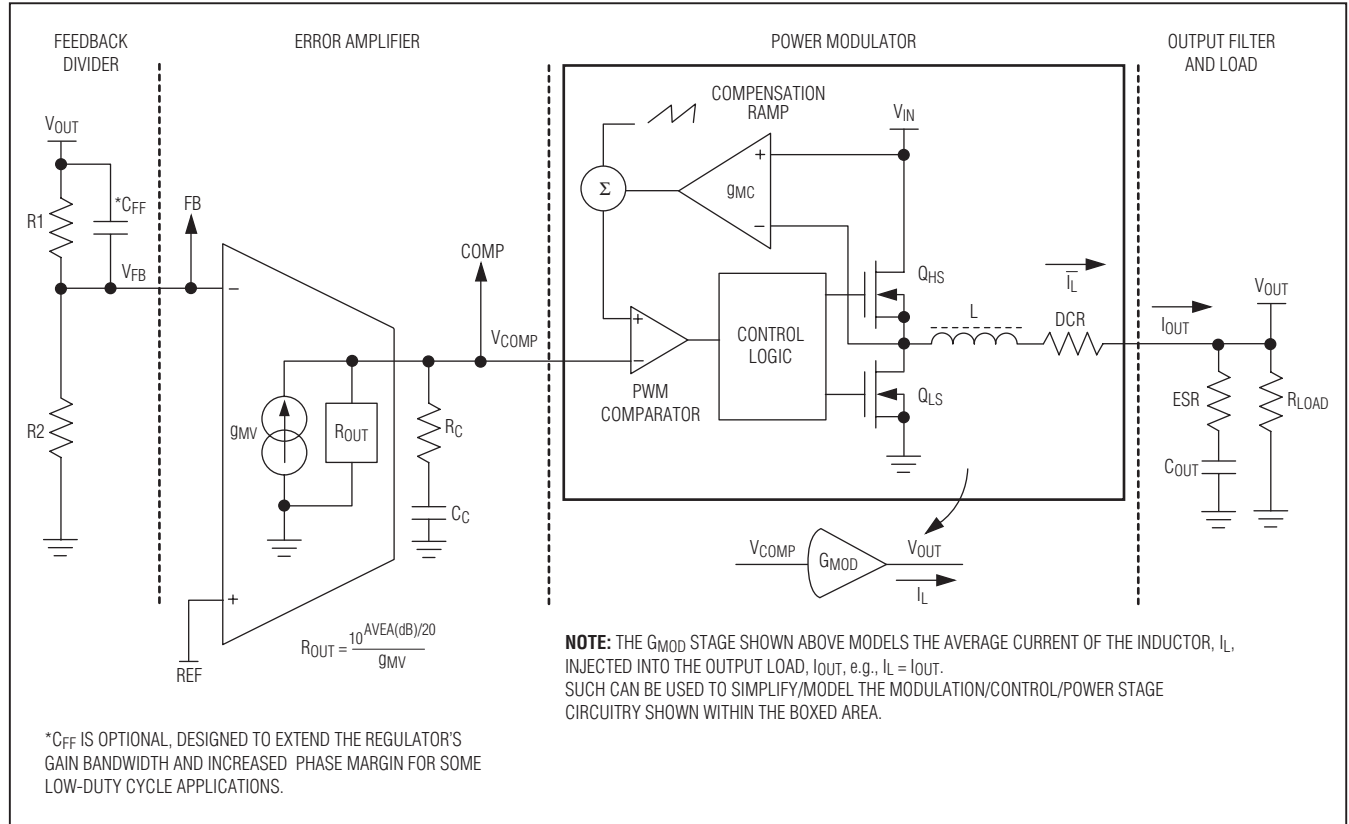 FEEDBACK
DIVIDER
ERROR AMPLIFIER
POWER MODULATOR
OUTPUT FILTER
AND LOAD
VOUT
*CFF
R1
FB
VFB
R2
gMV
ROUT
REF
ROUT = 10^AVEA(dB)/20 / gMV
COMP
VCOMP
RC
CC
COMPENSATION
RAMP
Σ
gMC
VIN
PWM
COMPARATOR
CONTROL
LOGIC
QHS
QLS
L
IL
DCR
IOUT
VOUT
ESR
COUT
RLOAD
VCOMP
GMOD
VOUT
IL
NOTE: THE GMOD STAGE SHOWN ABOVE MODELS THE AVERAGE CURRENT OF THE INDUCTOR, IL,
INJECTED INTO THE OUTPUT LOAD, IOUT, e.g., IL = IOUT.
SUCH CAN BE USED TO SIMPLIFY/MODEL THE MODULATION/CONTROL/POWER STAGE
CIRCUITRY SHOWN WITHIN THE BOXED AREA.
*CFF IS OPTIONAL, DESIGNED TO EXTEND THE REGULATOR'S
GAIN BANDWIDTH AND INCREASED PHASE MARGIN FOR SOME
LOW-DUTY CYCLE APPLICATIONS.